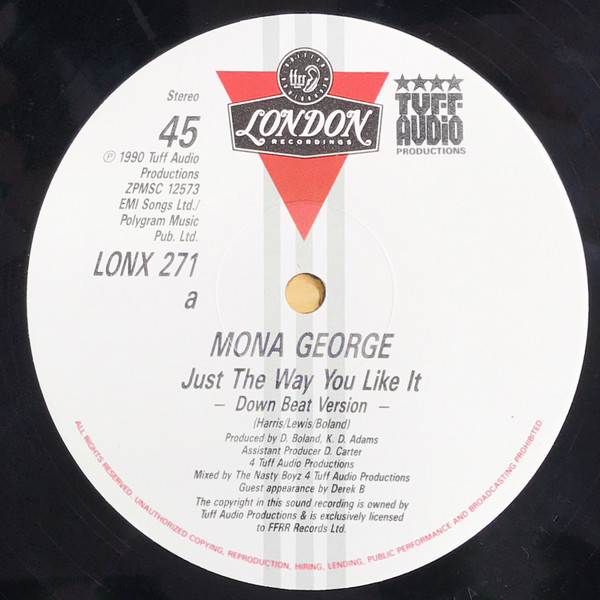 Stereo
45
℗ 1990 Tuff Audio
Productions
ZPMSC 12573
EMI Songs Ltd./
Polygram Music
Pub. Ltd.
LONX 271
a
ffrr
LONDON
RECORDINGS
TUFF
AUDIO
PRODUCTIONS
MONA GEORGE
Just The Way You Like It
– Down Beat Version –
(Harris/Lewis/Boland)
Produced by D. Boland, K. D. Adams
Assistant Producer D. Carter
4 Tuff Audio Productions
Mixed by The Nasty Boyz 4 Tuff Audio Productions
Guest appearance by Derek B
The copyright in this sound recording is owned by
Tuff Audio Productions & is exclusively licensed
to FFRR Records Ltd.
ALL RIGHTS RESERVED. UNAUTHORIZED COPYING, REPRODUCTION, HIRING, LENDING, PUBLIC PERFORMANCE AND BROADCASTING PROHIBITED.